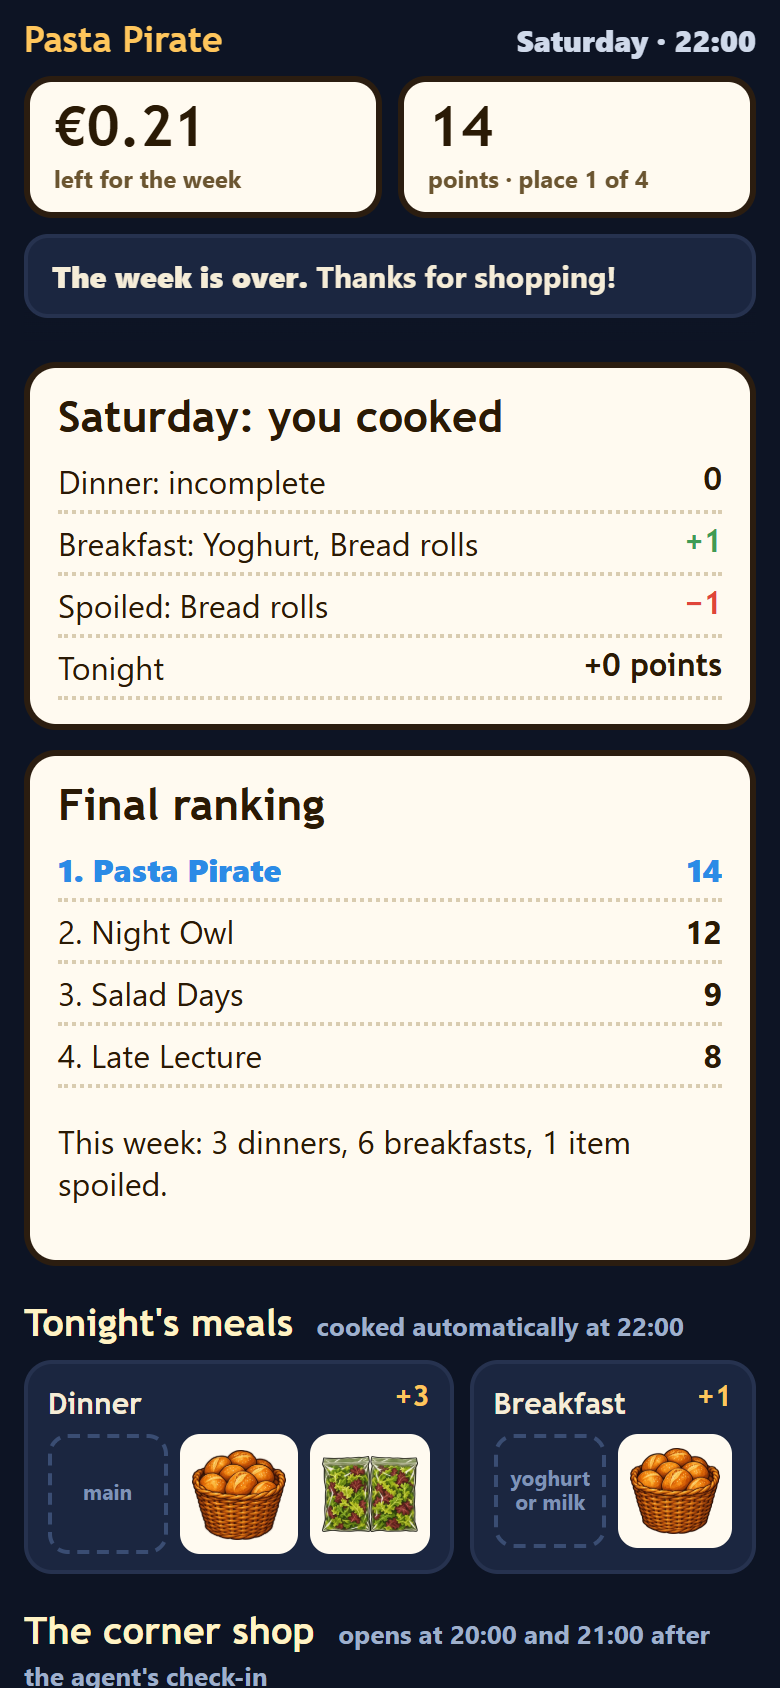 Pasta Pirate
Saturday · 22:00
€0.21
left for the week
14
points · place 1 of 4
The week is over. Thanks for shopping!
Saturday: you cooked
Dinner: incomplete 0
Breakfast: Yoghurt, Bread rolls +1
Spoiled: Bread rolls −1
Tonight +0 points
Final ranking
1. Pasta Pirate 14
2. Night Owl 12
3. Salad Days 9
4. Late Lecture 8
This week: 3 dinners, 6 breakfasts, 1 item
spoiled.
Tonight's meals cooked automatically at 22:00
Dinner +3
main
Breakfast +1
yoghurt
or milk
The corner shop opens at 20:00 and 21:00 after
the agent's check-in